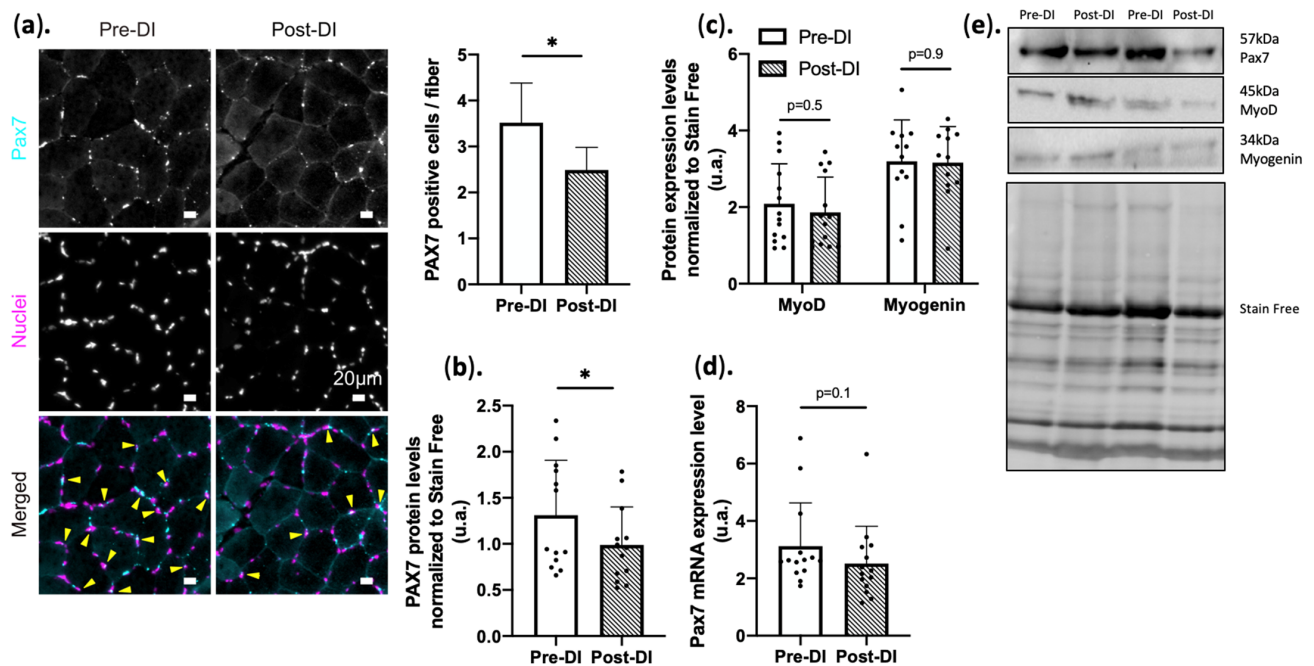 (a).
Pre-DI
Post-DI
Pax7
Nuclei
20µm
Merged
PAX7 positive cells / fiber
5
4
3
2
1
0
*
Pre-DI
Post-DI
(b).
PAX7 protein levels
normalized to Stain Free
(u.a.)
2.5
2.0
1.5
1.0
0.5
0.0
*
Pre-DI
Post-DI
(c).
Protein expression levels
normalized to Stain Free
(u.a.)
6
4
2
0
Pre-DI
Post-DI
p=0.5
p=0.9
MyoD
Myogenin
(d).
Pax7 mRNA expression level
(u.a.)
8
6
4
2
0
p=0.1
Pre-DI
Post-DI
(e).
Pre-DI
Post-DI
Pre-DI
Post-DI
57kDa
Pax7
45kDa
MyoD
34kDa
Myogenin
Stain Free